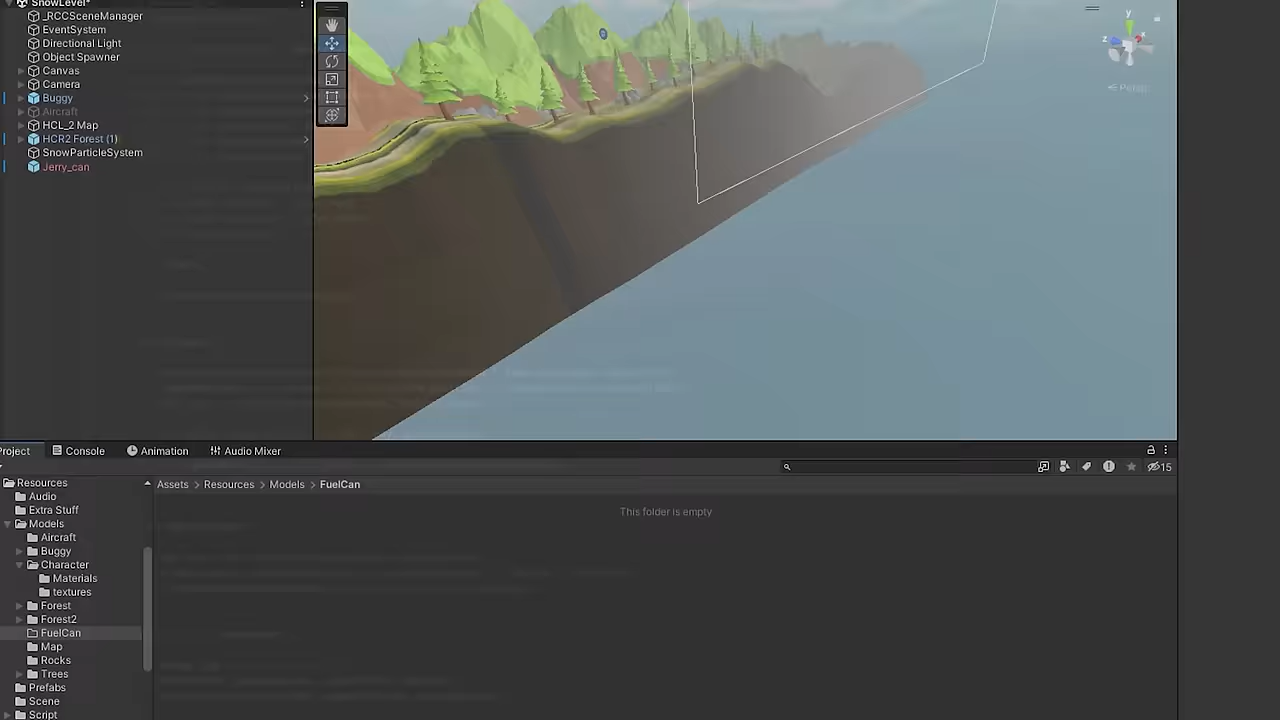 SnowLevel*
_RCCSceneManager
EventSystem
Directional Light
Object Spawner
Canvas
Camera
Buggy
Aircraft
HCL_2 Map
HCR2 Forest (1)
SnowParticleSystem
Jerry_can
y
z
x
Persp
Project
Console
Animation
Audio Mixer
15
Resources
Audio
Extra Stuff
Models
Aircraft
Buggy
Character
Materials
textures
Forest
Forest2
FuelCan
Map
Rocks
Trees
Prefabs
Scene
Script
Assets > Resources > Models > FuelCan
This folder is empty